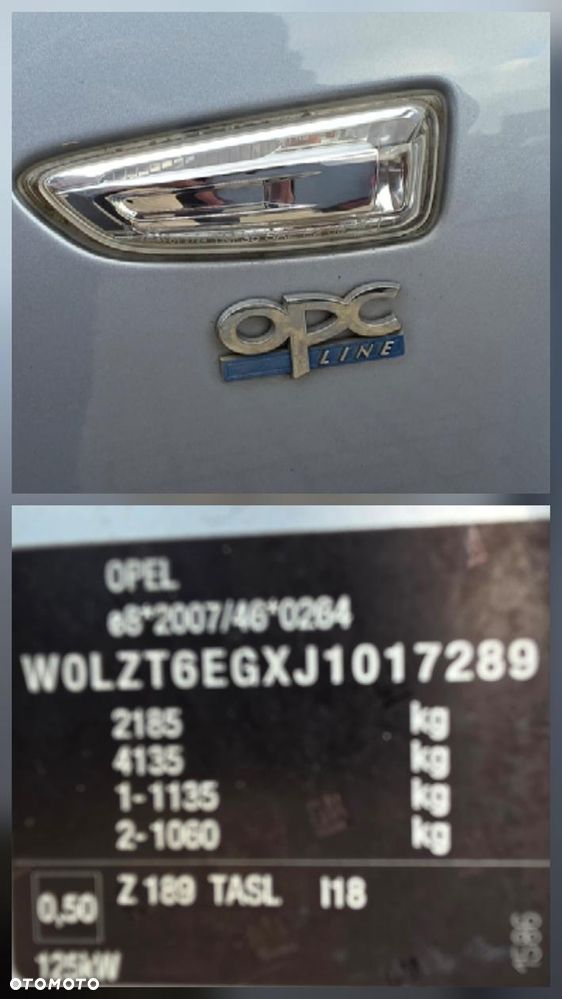 OPC
LINE
OPEL
e8*2007/46*0264
W0LZT6EGXJ1017289
2185 kg
4135 kg
1-1135 kg
2-1060 kg
0,50 Z 189 TASL I18
125kW
1586
OTOMOTO